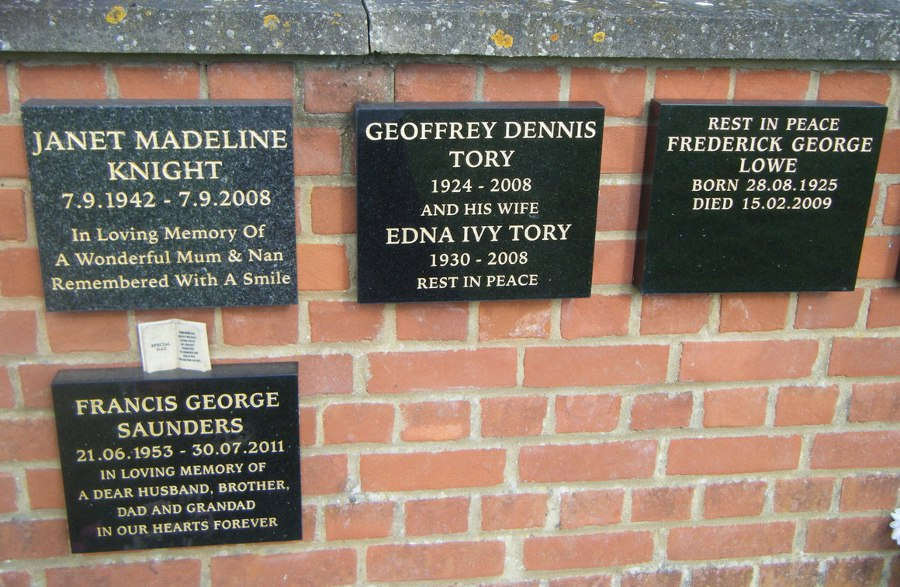 JANET MADELINE
KNIGHT
7.9.1942 - 7.9.2008
In Loving Memory Of
A Wonderful Mum & Nan
Remembered With A Smile
GEOFFREY DENNIS
TORY
1924 - 2008
AND HIS WIFE
EDNA IVY TORY
1930 - 2008
REST IN PEACE
REST IN PEACE
FREDERICK GEORGE
LOWE
BORN 28.08.1925
DIED 15.02.2009
SPECIAL
DAD
FRANCIS GEORGE
SAUNDERS
21.06.1953 - 30.07.2011
IN LOVING MEMORY OF
A DEAR HUSBAND, BROTHER,
DAD AND GRANDAD
IN OUR HEARTS FOREVER